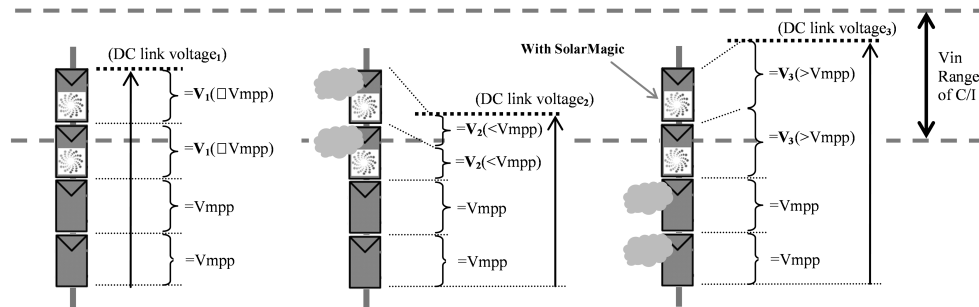 (DC link voltage₁)
=V₁(□Vmpp)
=V₁(□Vmpp)
=Vmpp
=Vmpp
(DC link voltage₂)
=V₂(<Vmpp)
=V₂(<Vmpp)
=Vmpp
=Vmpp
With SolarMagic
(DC link voltage₃)
=V₃(>Vmpp)
=V₃(>Vmpp)
=Vmpp
=Vmpp
Vin
Range
of C/I